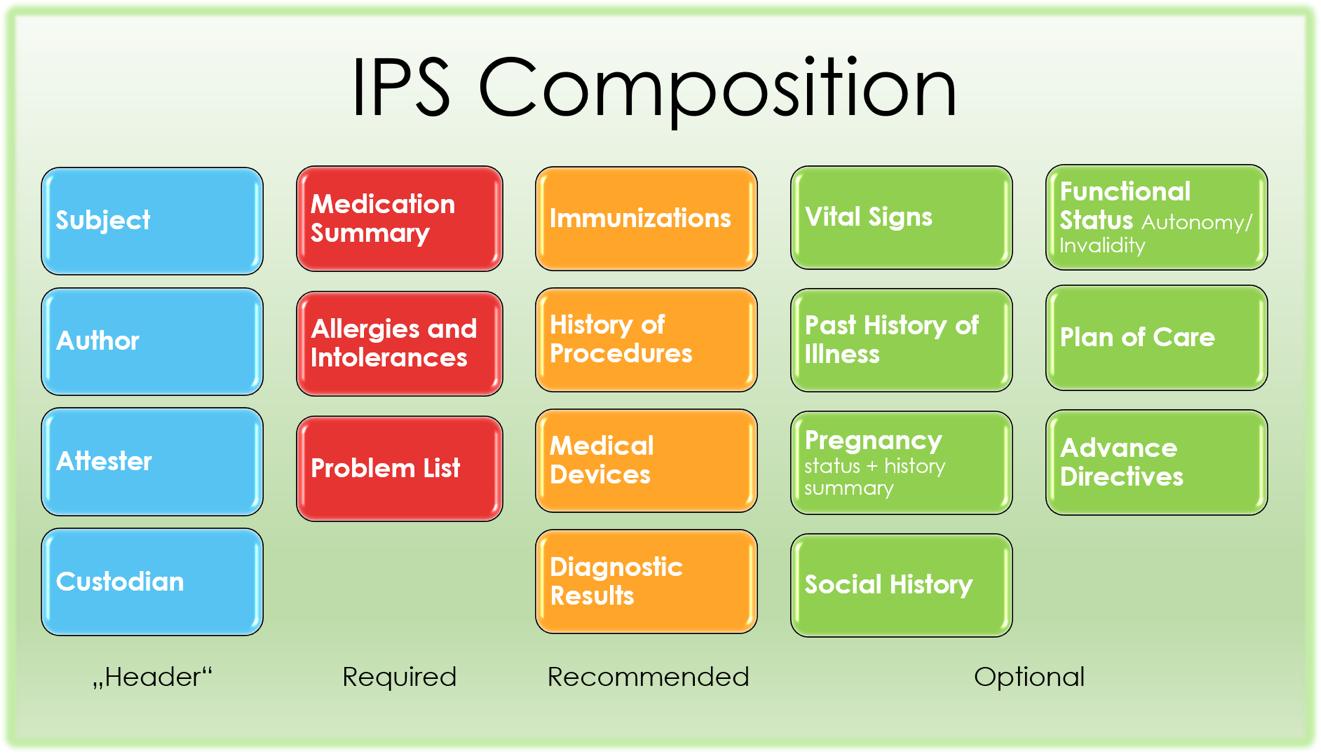 IPS Composition
Subject
Author
Attester
Custodian
„Header“
Medication
Summary
Allergies and
Intolerances
Problem List
Required
Immunizations
History of
Procedures
Medical
Devices
Diagnostic
Results
Recommended
Vital Signs
Past History of
Illness
Pregnancy
status + history
summary
Social History
Functional
Status Autonomy/
Invalidity
Plan of Care
Advance
Directives
Optional